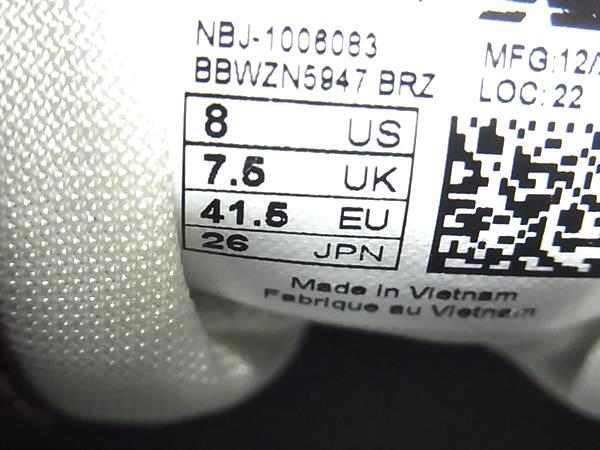 NBJ-1006083
BBWZN5947 BRZ
8 US
7.5 UK
41.5 EU
26 JPN
MFG:12/
LOC: 22
Made in Vietnam
Fabrique au Vietnam